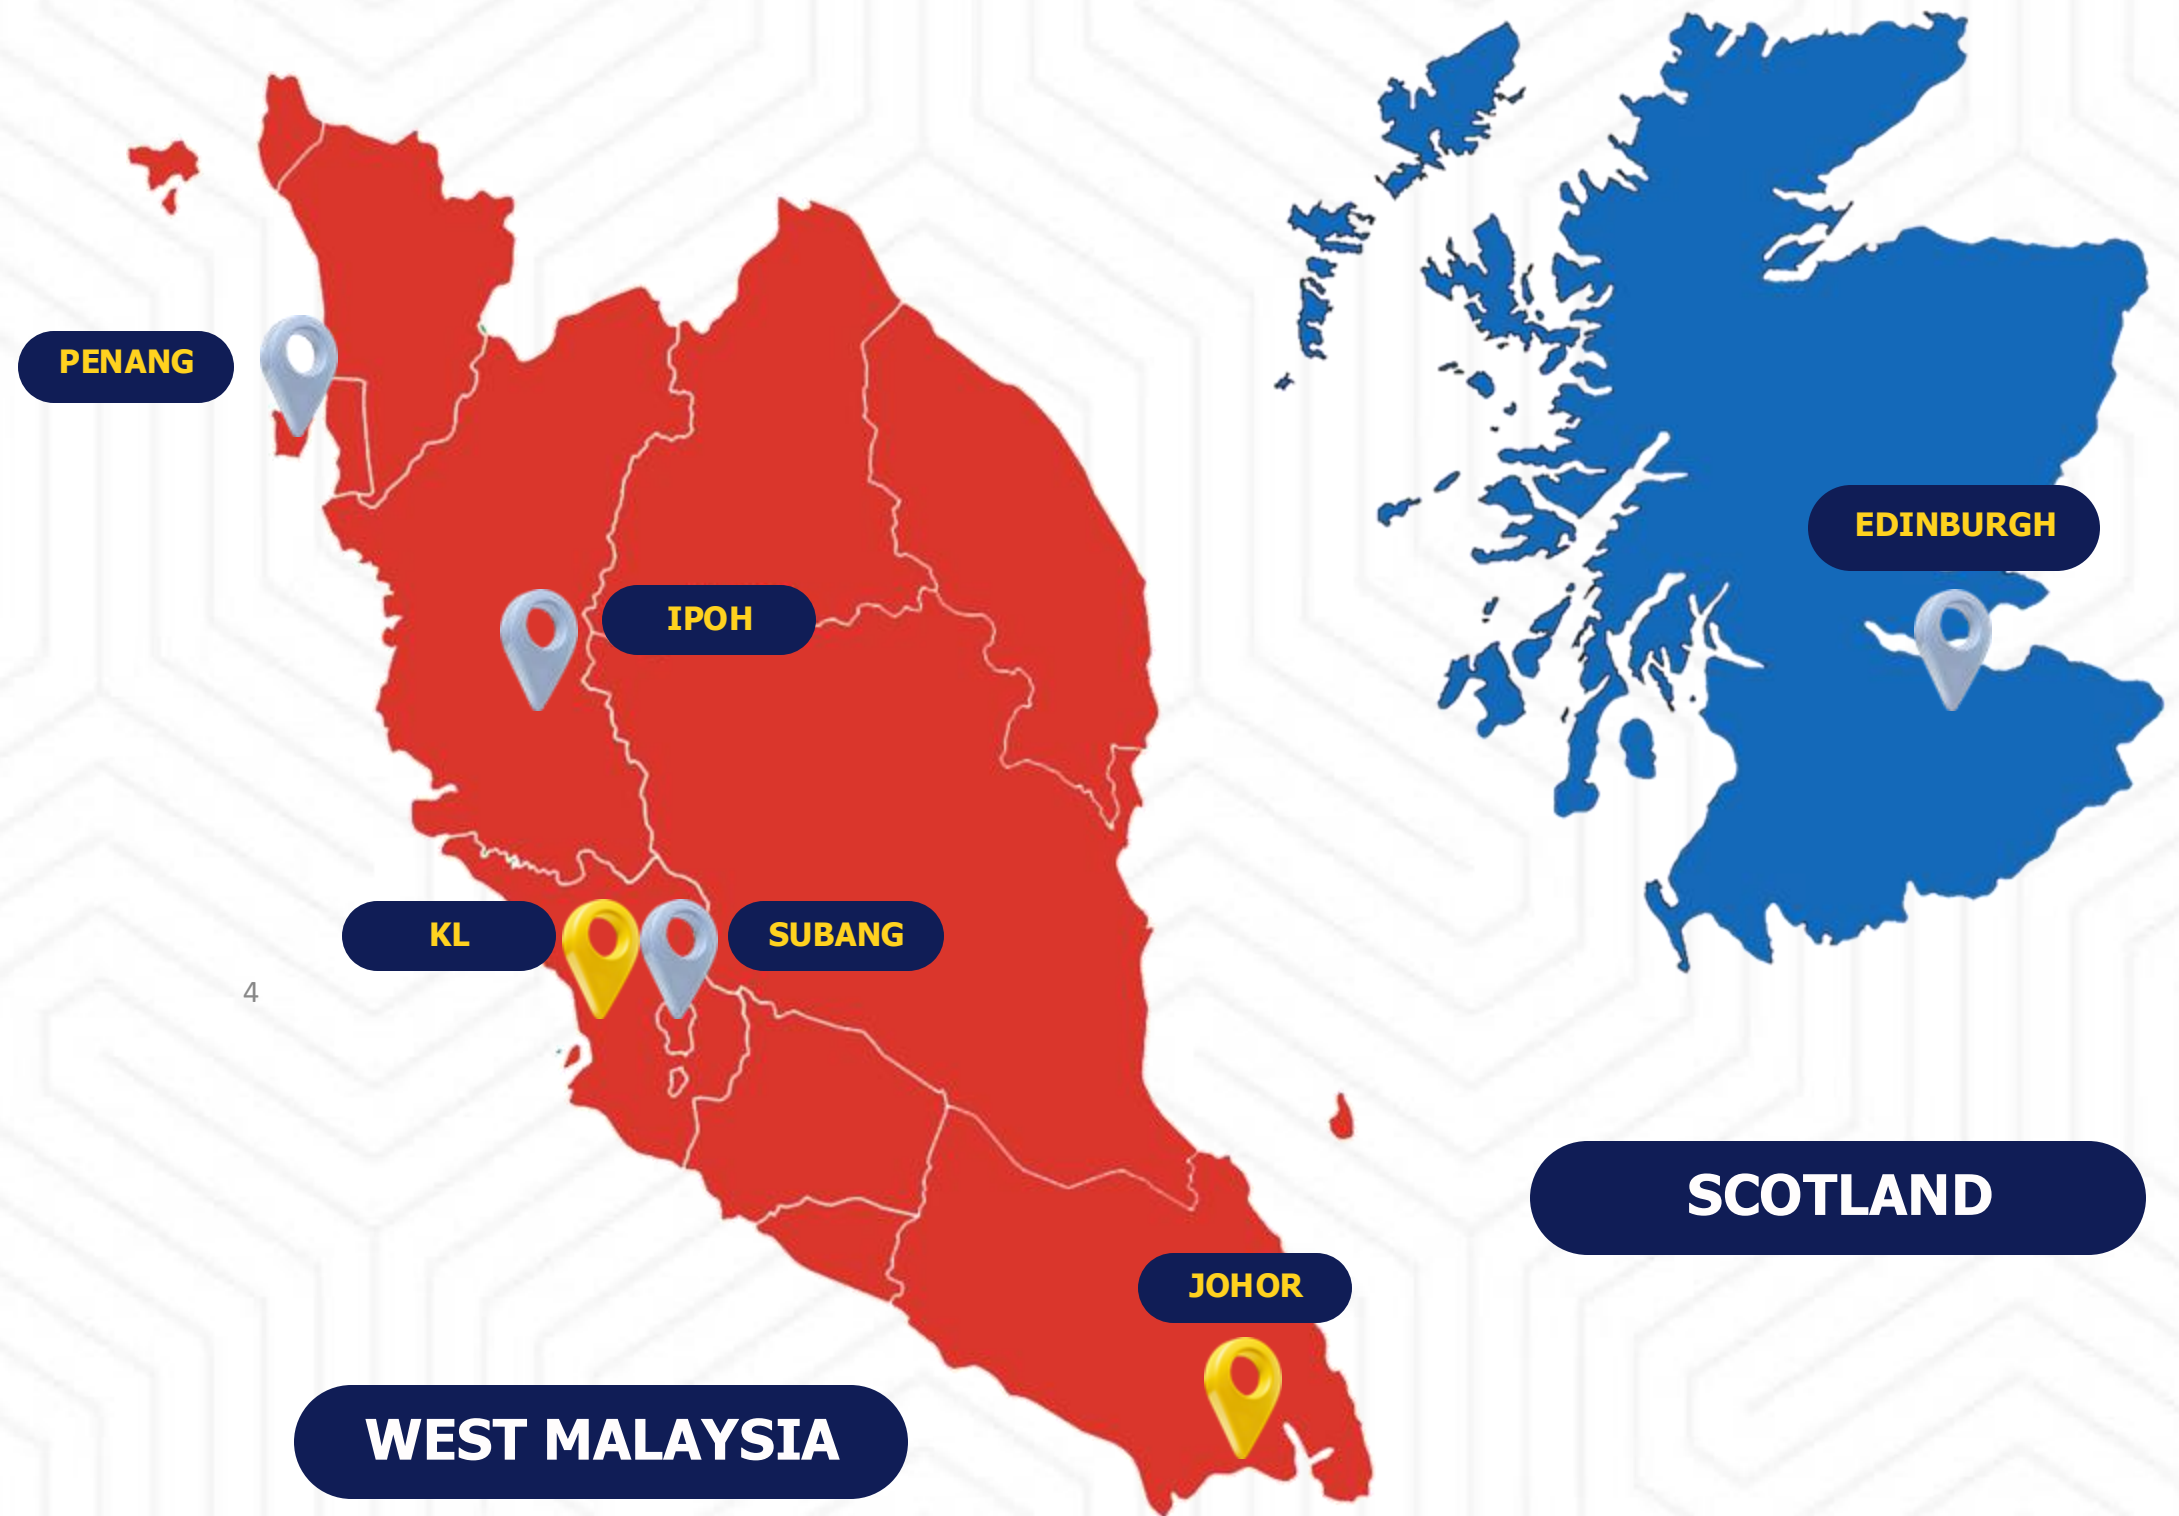 PENANG
EDINBURGH
IPOH
KL
SUBANG
4
SCOTLAND
JOHOR
WEST MALAYSIA